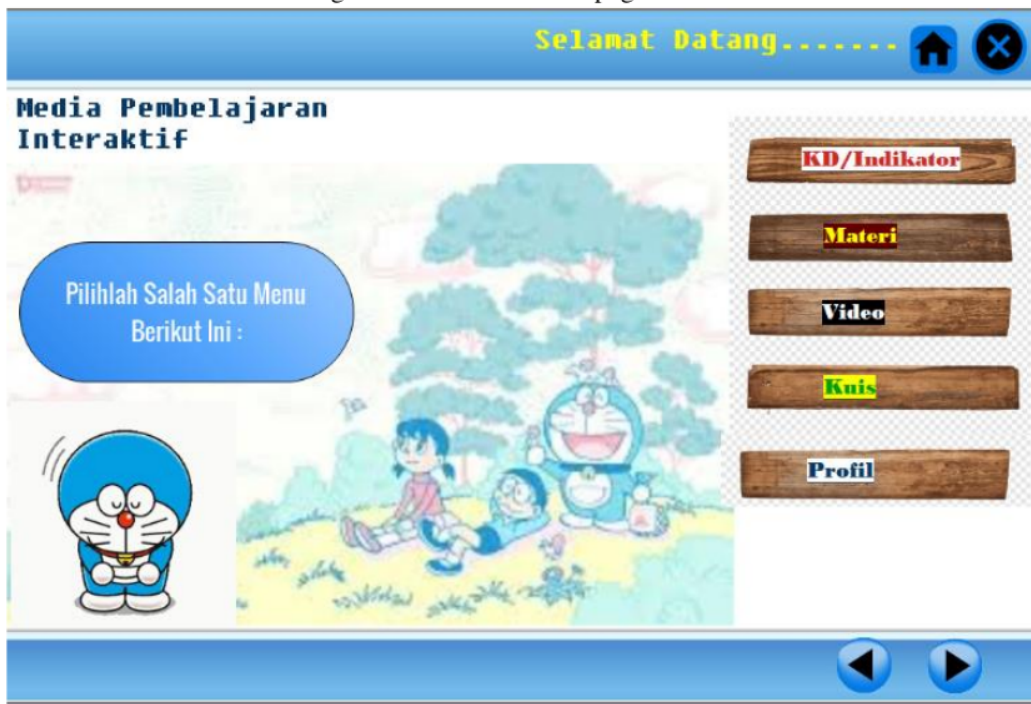 Selamat Datang.......
Media Pembelajaran
Interaktif
Pilihlah Salah Satu Menu
Berikut Ini :
KD/Indikator
Materi
Video
Kuis
Profil